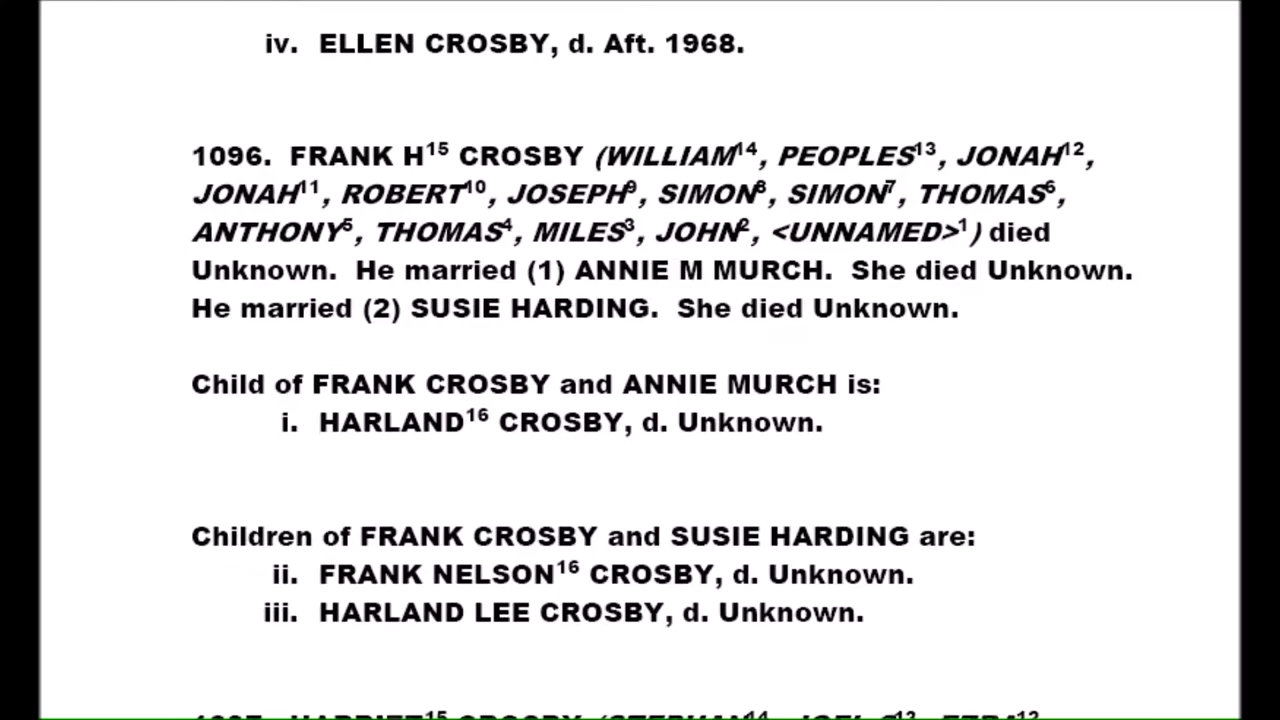 iv. ELLEN CROSBY, d. Aft. 1968.
1096. FRANK H15 CROSBY (WILLIAM14, PEOPLES13, JONAH12,
JONAH11, ROBERT10, JOSEPH9, SIMON8, SIMON7, THOMAS6,
ANTHONY5, THOMAS4, MILES3, JOHN2, <UNNAMED>1) died
Unknown. He married (1) ANNIE M MURCH. She died Unknown.
He married (2) SUSIE HARDING. She died Unknown.
Child of FRANK CROSBY and ANNIE MURCH is:
i. HARLAND16 CROSBY, d. Unknown.
Children of FRANK CROSBY and SUSIE HARDING are:
ii. FRANK NELSON16 CROSBY, d. Unknown.
iii. HARLAND LEE CROSBY, d. Unknown.